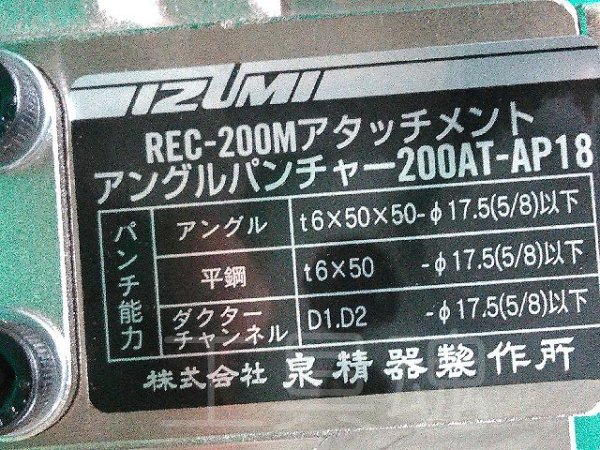 IZUMI
REC-200Mアタッチメント
アングルパンチャー200AT-AP18
パンチ能力
アングル t6×50×50-φ17.5(5/8)以下
平鋼 t6×50 -φ17.5(5/8)以下
ダクターチャンネル D1.D2 -φ17.5(5/8)以下
株式会社 泉精器製作所